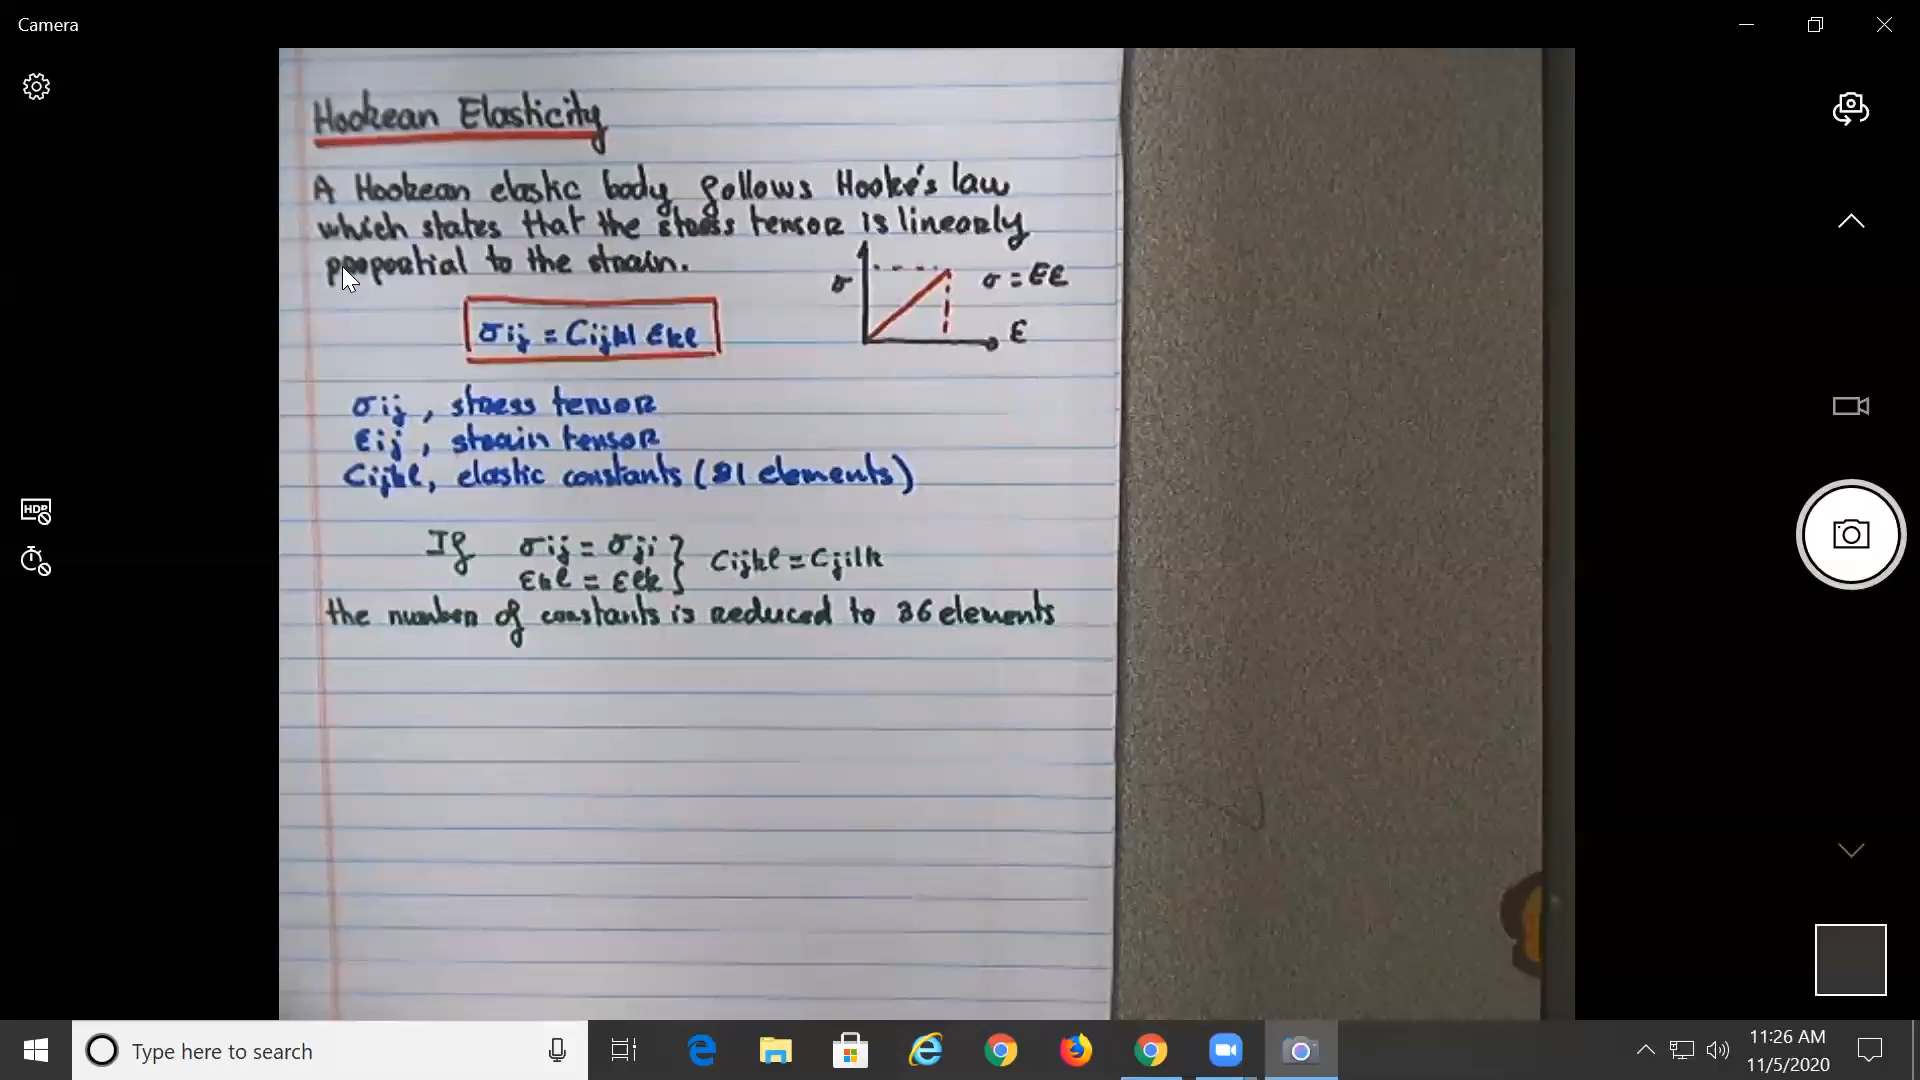 Camera
Hookean Elasticity
A Hookean elastic body follows Hooke's law
which states that the stress tensor is linearly
proportial to the strain.
σ σ = Eε
σij = Cijkl εkl
ε
σij , stress tensor
εij , strain tensor
Cijkl, elastic constants (81 elements)
If σij = σji } Cijkl = Cjilk
εkl = εlk
the number of constants is reduced to 36 elements
HDR
Type here to search
11:26 AM
11/5/2020